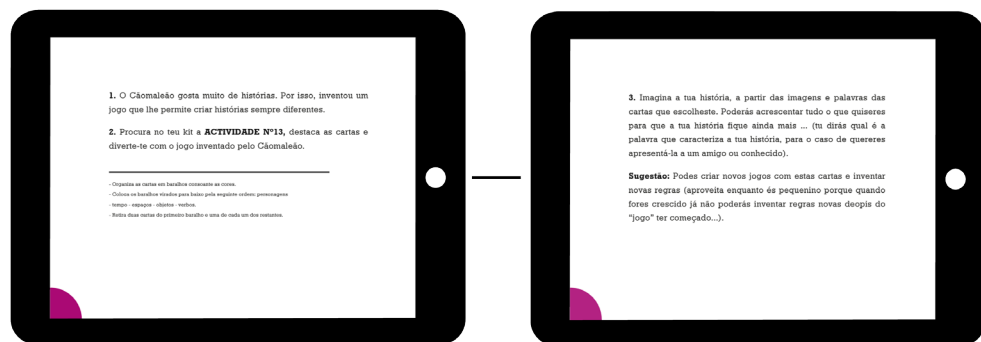 1. O Cãomaleão gosta muito de histórias. Por isso, inventou um
jogo que lhe permite criar histórias sempre diferentes.
2. Procura no teu kit a ACTIVIDADE Nº13, destaca as cartas e
diverte-te com o jogo inventado pelo Cãomaleão.
- Organiza as cartas em baralhos consoante as cores.
- Coloca os baralhos virados para baixo pela seguinte ordem: personagens
- tempo - espaços - objetos - verbos.
- Retira duas cartas do primeiro baralho e uma de cada um dos restantes.
3. Imagina a tua história, a partir das imagens e palavras das
cartas que escolheste. Poderás acrescentar tudo o que quiseres
para que a tua história fique ainda mais ... (tu dirás qual é a
palavra que caracteriza a tua história, para o caso de quereres
apresentá-la a um amigo ou conhecido).
Sugestão: Podes criar novos jogos com estas cartas e inventar
novas regras (aproveita enquanto és pequenino porque quando
fores crescido já não poderás inventar regras novas deopis do
“jogo” ter começado...).